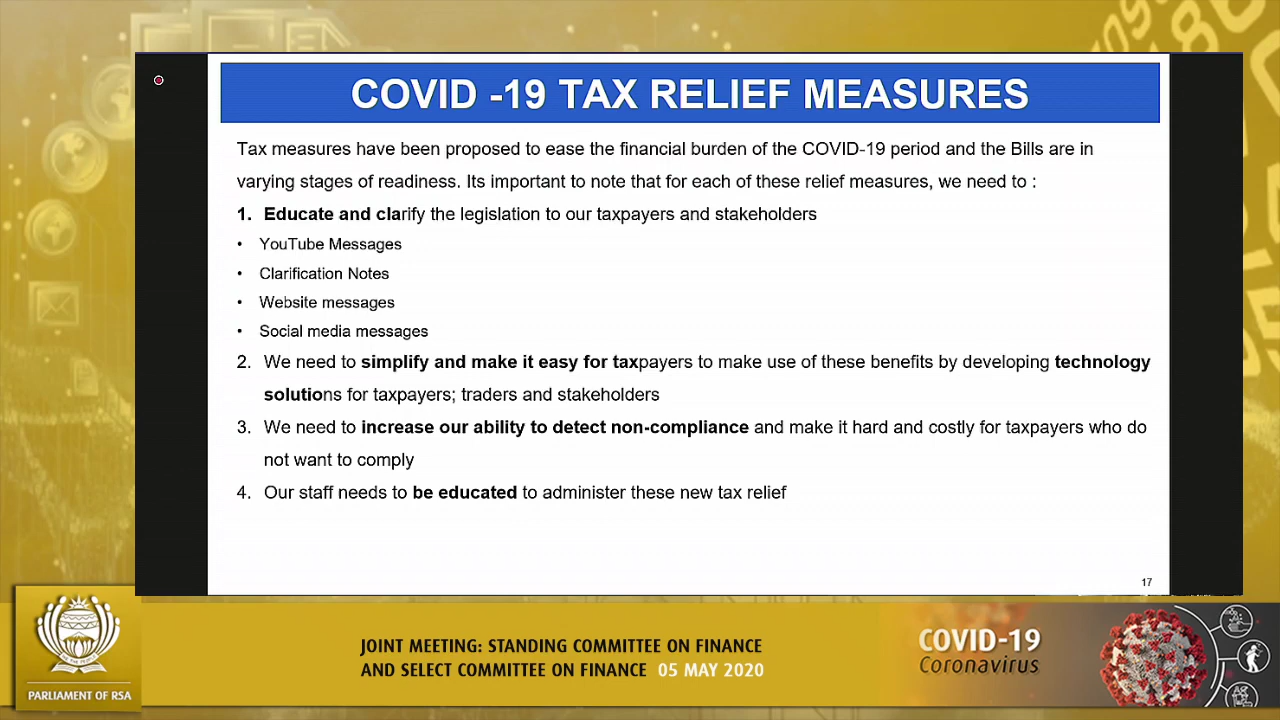 COVID -19 TAX RELIEF MEASURES
Tax measures have been proposed to ease the financial burden of the COVID-19 period and the Bills are in
varying stages of readiness. Its important to note that for each of these relief measures, we need to :
1. Educate and clarify the legislation to our taxpayers and stakeholders
• YouTube Messages
• Clarification Notes
• Website messages
• Social media messages
2. We need to simplify and make it easy for taxpayers to make use of these benefits by developing technology
solutions for taxpayers; traders and stakeholders
3. We need to increase our ability to detect non-compliance and make it hard and costly for taxpayers who do
not want to comply
4. Our staff needs to be educated to administer these new tax relief
17
PARLIAMENT OF RSA
JOINT MEETING: STANDING COMMITTEE ON FINANCE
AND SELECT COMMITTEE ON FINANCE 05 MAY 2020
COVID-19
Coronavirus